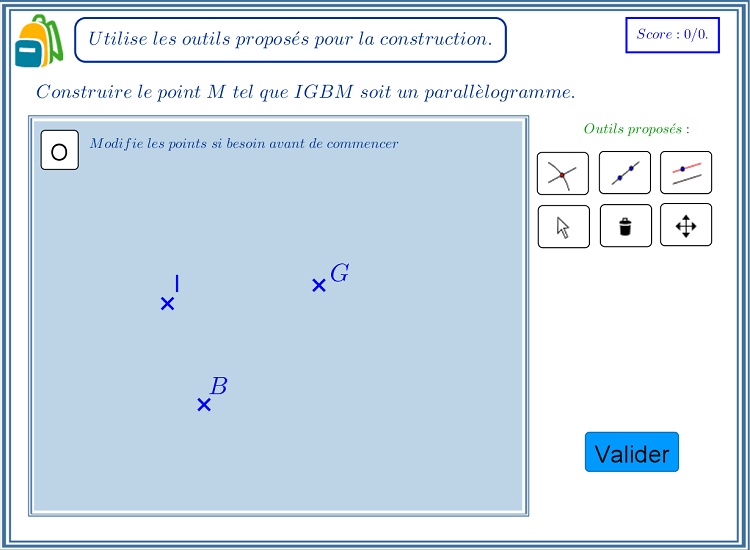 Utilise les outils proposés pour la construction.
Score : 0/0.
Construire le point M tel que IGBM soit un parallèlogramme.
Outils proposés :
O
Modifie les points si besoin avant de commencer
I
G
B
Valider